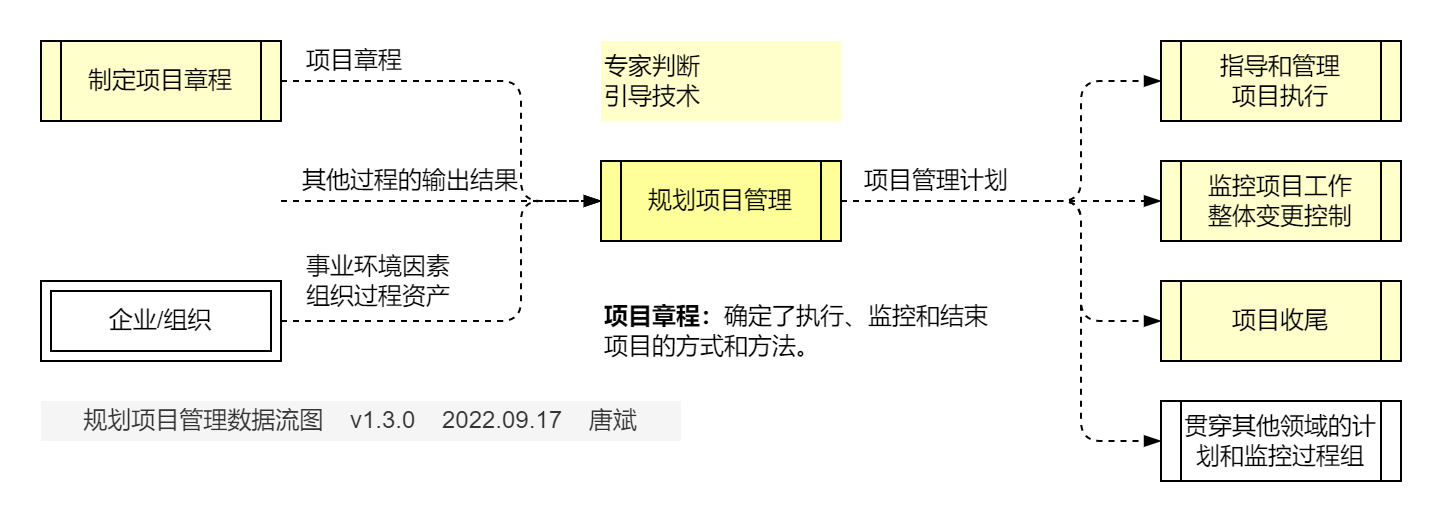 制定项目章程
项目章程
专家判断
引导技术
指导和管理
项目执行
其他过程的输出结果
规划项目管理
项目管理计划
监控项目工作
整体变更控制
事业环境因素
组织过程资产
企业/组织
项目章程：确定了执行、监控和结束
项目的方式和方法。
项目收尾
规划项目管理数据流图 v1.3.0 2022.09.17 唐斌
贯穿其他领域的计
划和监控过程组